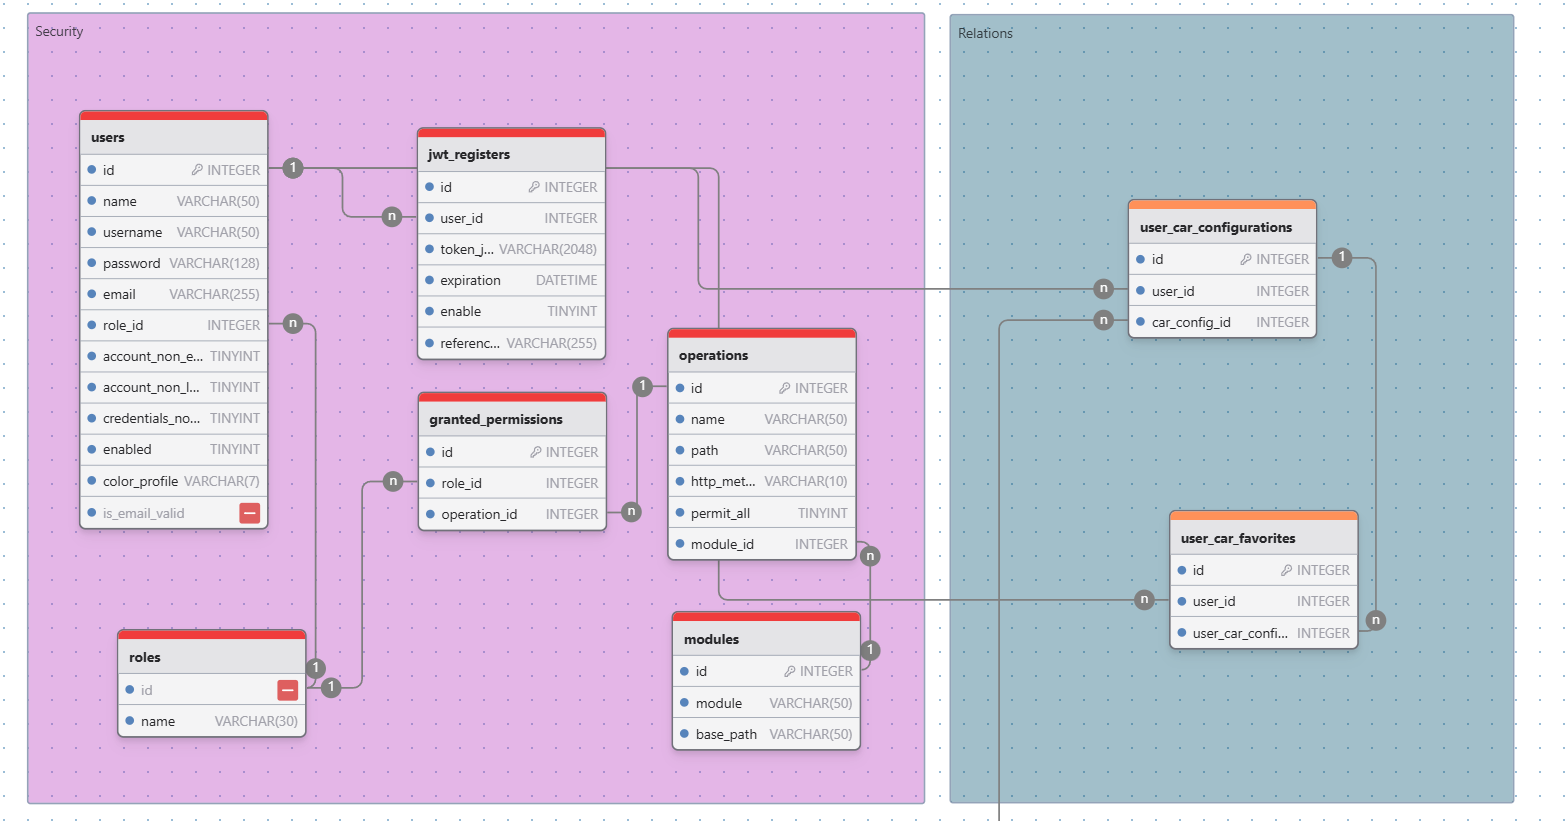 Security
users
id INTEGER
name VARCHAR(50)
username VARCHAR(50)
password VARCHAR(128)
email VARCHAR(255)
role_id INTEGER
account_non_e... TINYINT
account_non_l... TINYINT
credentials_no... TINYINT
enabled TINYINT
color_profile VARCHAR(7)
is_email_valid
1
n
jwt_registers
id INTEGER
user_id INTEGER
token_j... VARCHAR(2048)
expiration DATETIME
enable TINYINT
referenc... VARCHAR(255)
n
granted_permissions
id INTEGER
role_id INTEGER
operation_id INTEGER
n
n
1
operations
id INTEGER
name VARCHAR(50)
path VARCHAR(50)
http_met... VARCHAR(10)
permit_all TINYINT
module_id INTEGER
n
roles
id
name VARCHAR(30)
1
1
modules
id INTEGER
module VARCHAR(50)
base_path VARCHAR(50)
1
Relations
user_car_configurations
id INTEGER
user_id INTEGER
car_config_id INTEGER
1
n
n
user_car_favorites
id INTEGER
user_id INTEGER
user_car_confi... INTEGER
n
n